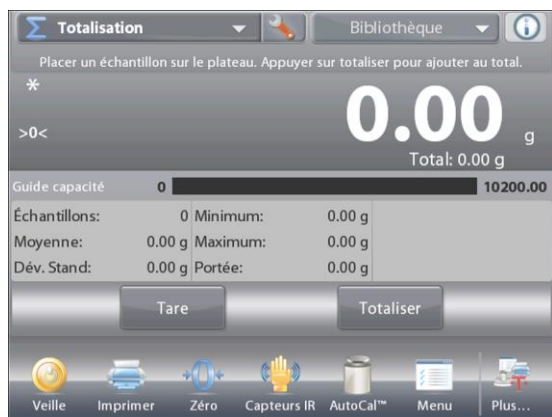 Totalisation Bibliothèque
Placer un échantillon sur le plateau. Appuyer sur totaliser pour ajouter au total.
*
>0<
0.00 g
Total: 0.00 g
Guide capacité 0 10200.00
Échantillons: 0 Minimum: 0.00 g
Moyenne: 0.00 g Maximum: 0.00 g
Dév. Stand: 0.00 g Portée: 0.00 g
Tare Totaliser
Veille Imprimer Zéro Capteurs IR AutoCal™ Menu Plus...